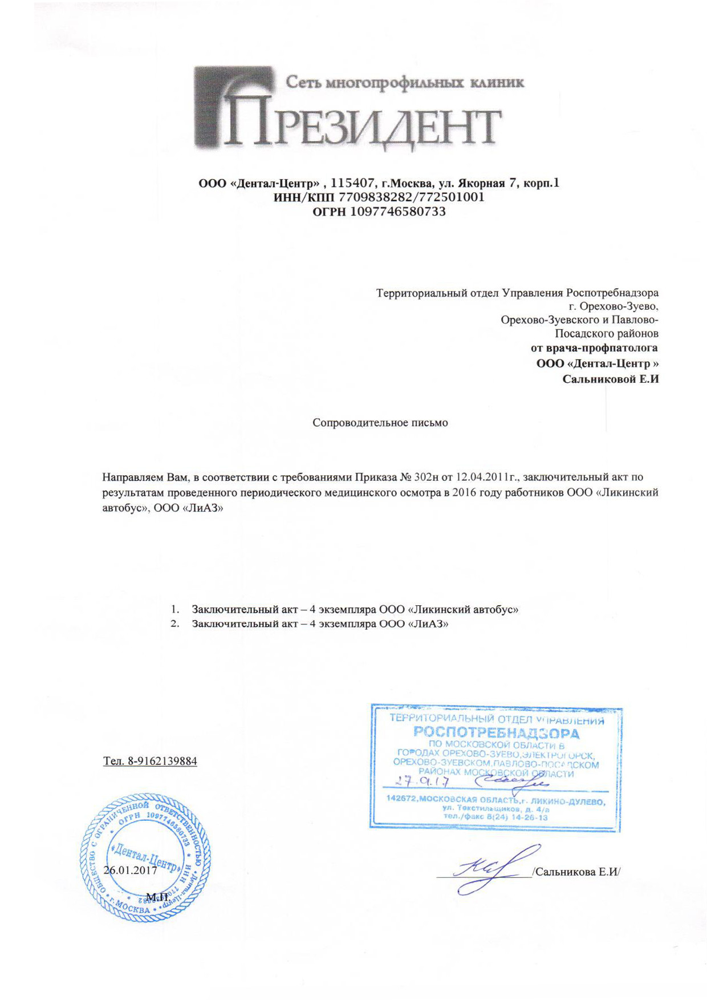 Сеть многопрофильных клиник
ПРЕЗИДЕНТ
ООО «Дентал-Центр» , 115407, г.Москва, ул. Якорная 7, корп.1
ИНН/КПП 7709838282/772501001
ОГРН 1097746580733
Территориальный отдел Управления Роспотребнадзора
г. Орехово-Зуево,
Орехово-Зуевского и Павлово-
Посадского районов
от врача-профпатолога
ООО «Дентал-Центр »
Сальниковой Е.И
Сопроводительное письмо
Направляем Вам, в соответствии с требованиями Приказа № 302н от 12.04.2011г., заключительный акт по
результатам проведенного периодического медицинского осмотра в 2016 году работников ООО «Ликинский
автобус», ООО «ЛиАЗ»
1. Заключительный акт – 4 экземпляра ООО «Ликинский автобус»
2. Заключительный акт – 4 экземпляра ООО «ЛиАЗ»
ТЕРРИТОРИАЛЬНЫЙ ОТДЕЛ УПРАВЛЕНИЯ
РОСПОТРЕБНАДЗОРА
ПО МОСКОВСКОЙ ОБЛАСТИ В
ГОРОДАХ ОРЕХОВО-ЗУЕВО,ЭЛЕКТРОГОРСК,
ОРЕХОВО-ЗУЕВСКОМ,ПАВЛОВО-ПОСАДСКОМ
РАЙОНАХ МОСКОВСКОЙ ОБЛАСТИ
27.01.17
142672,МОСКОВСКАЯ ОБЛАСТЬ,г. ЛИКИНО-ДУЛЕВО,
ул. Текстильщиков, д. 4/а
тел./факс 8(24) 14-26-13
Тел. 8-9162139884
ОБЩЕСТВО С ОГРАНИЧЕННОЙ ОТВЕТСТВЕННОСТЬЮ • «Дентал-Центр» • г.МОСКВА •
* ОГРН 1097746580733 * ИНН 7709838282 *
«Дентал-Центр»
26.01.2017
М.П.
/Сальникова Е.И/